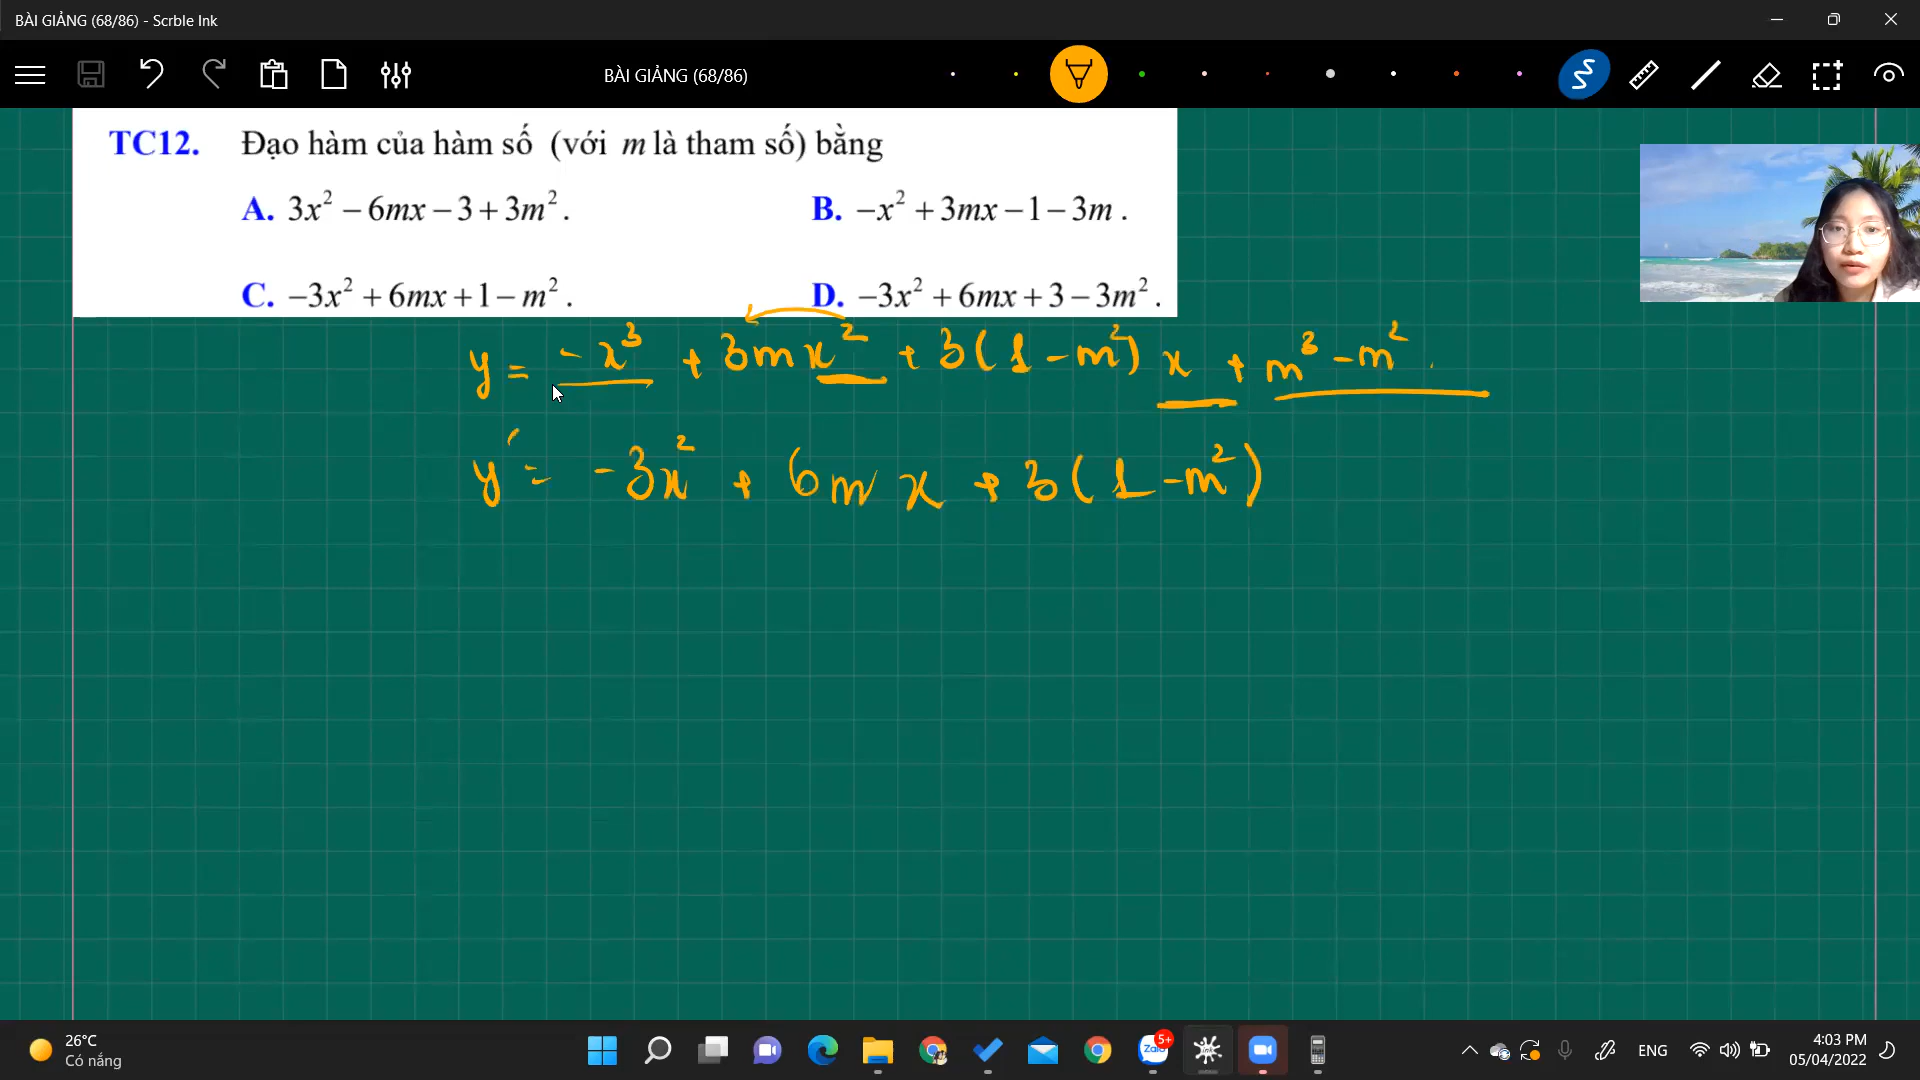 BÀI GIẢNG (68/86) - Scrble Ink
BÀI GIẢNG (68/86)
TC12. Đạo hàm của hàm số (với m là tham số) bằng
A. 3x² − 6mx − 3 + 3m².
B. −x² + 3mx − 1 − 3m.
C. −3x² + 6mx + 1 − m².
D. −3x² + 6mx + 3 − 3m².
y = -x³ + 3mx² + 3(1-m²)x + m³ - m².
y' = -3x² + 6mx + 3(1-m²)
26°C
Có nắng
Zalo
5+
ENG
4:03 PM
05/04/2022